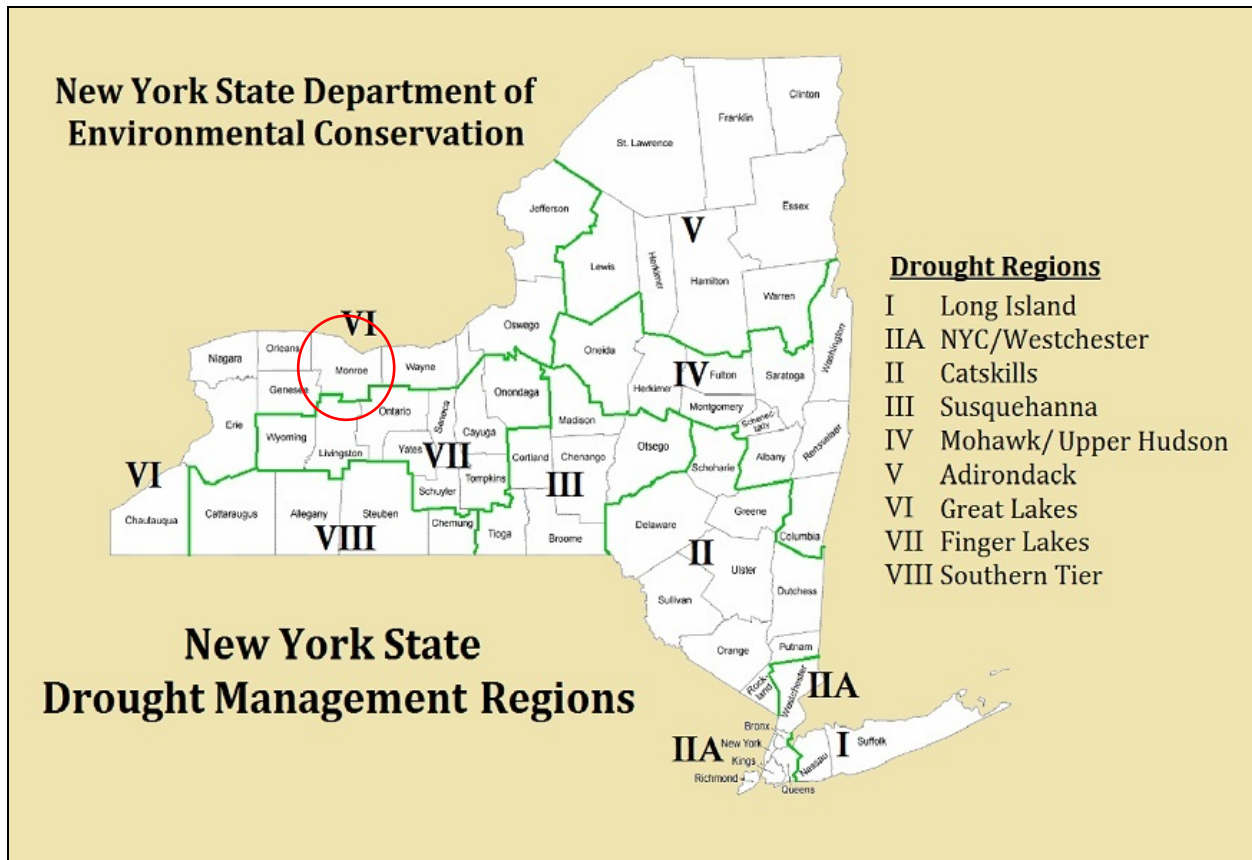 New York State Department of
Environmental Conservation
Clinton
Franklin
St. Lawrence
Essex
Jefferson
V
Lewis
Herkimer
Hamilton
Warren
Washington
VI
Oswego
Oneida
Niagara
Orleans
Monroe
Wayne
Genesee
Herkimer
IV
Fulton
Saratoga
Montgomery
Onondaga
Madison
Ontario
Seneca
Cayuga
Erie
Wyoming
Livingston
Yates
VII
Otsego
Schenec-
tady
Rensselaer
Schoharie
Albany
Cortland
Chenango
Tompkins
VI
Schuyler
III
Chautauqua
Cattaraugus
Allegany
Steuben
VIII
Chemung
Tioga
Broome
Delaware
Greene
Columbia
II
Ulster
Sullivan
Dutchess
Orange
Putnam
Rock-
land
Westchester
IIA
Bronx
New York
IIA
Kings
Richmond
Queens
Nassau
I
Suffolk
Drought Regions
I Long Island
IIA NYC/Westchester
II Catskills
III Susquehanna
IV Mohawk/ Upper Hudson
V Adirondack
VI Great Lakes
VII Finger Lakes
VIII Southern Tier
New York State
Drought Management Regions